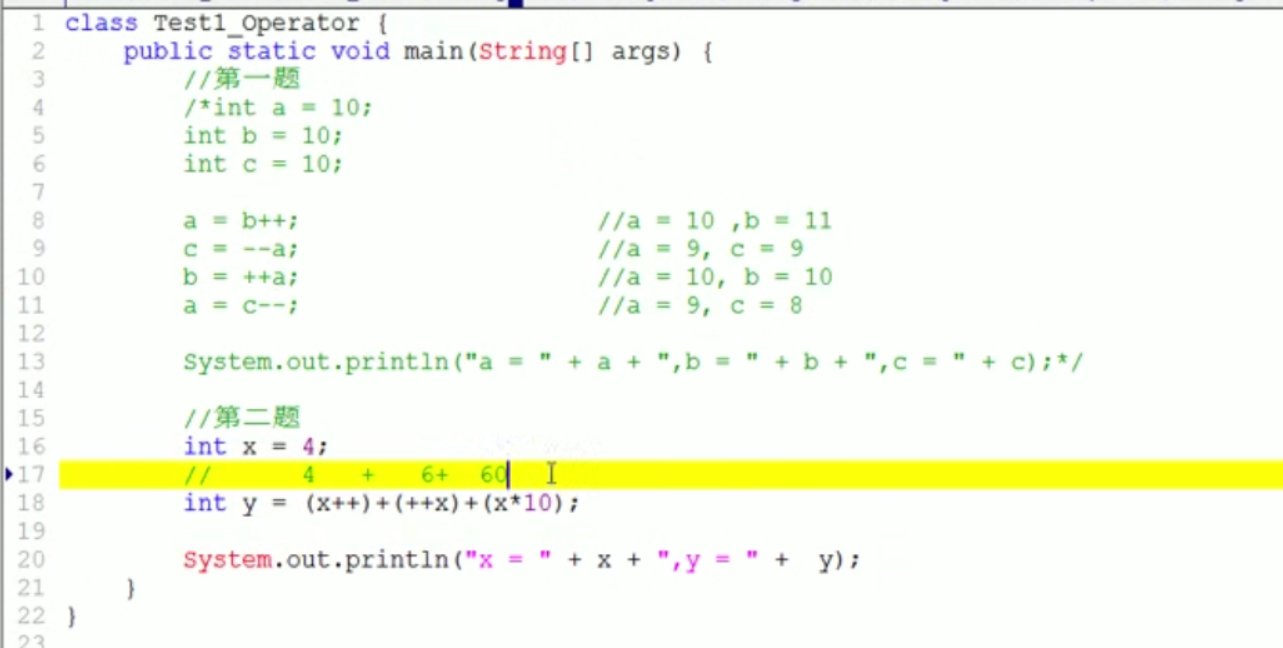 1 class Test1_Operator {
2 public static void main(String[] args) {
3 //第一题
4 /*int a = 10;
5 int b = 10;
6 int c = 10;
7
8 a = b++; //a = 10 ,b = 11
9 c = --a; //a = 9, c = 9
10 b = ++a; //a = 10, b = 10
11 a = c--; //a = 9, c = 8
12
13 System.out.println("a = " + a + ",b = " + b + ",c = " + c);*/
14
15 //第二题
16 int x = 4;
17 // 4 + 6+ 60
18 int y = (x++)+(++x)+(x*10);
19
20 System.out.println("x = " + x + ",y = " + y);
21 }
22 }
23